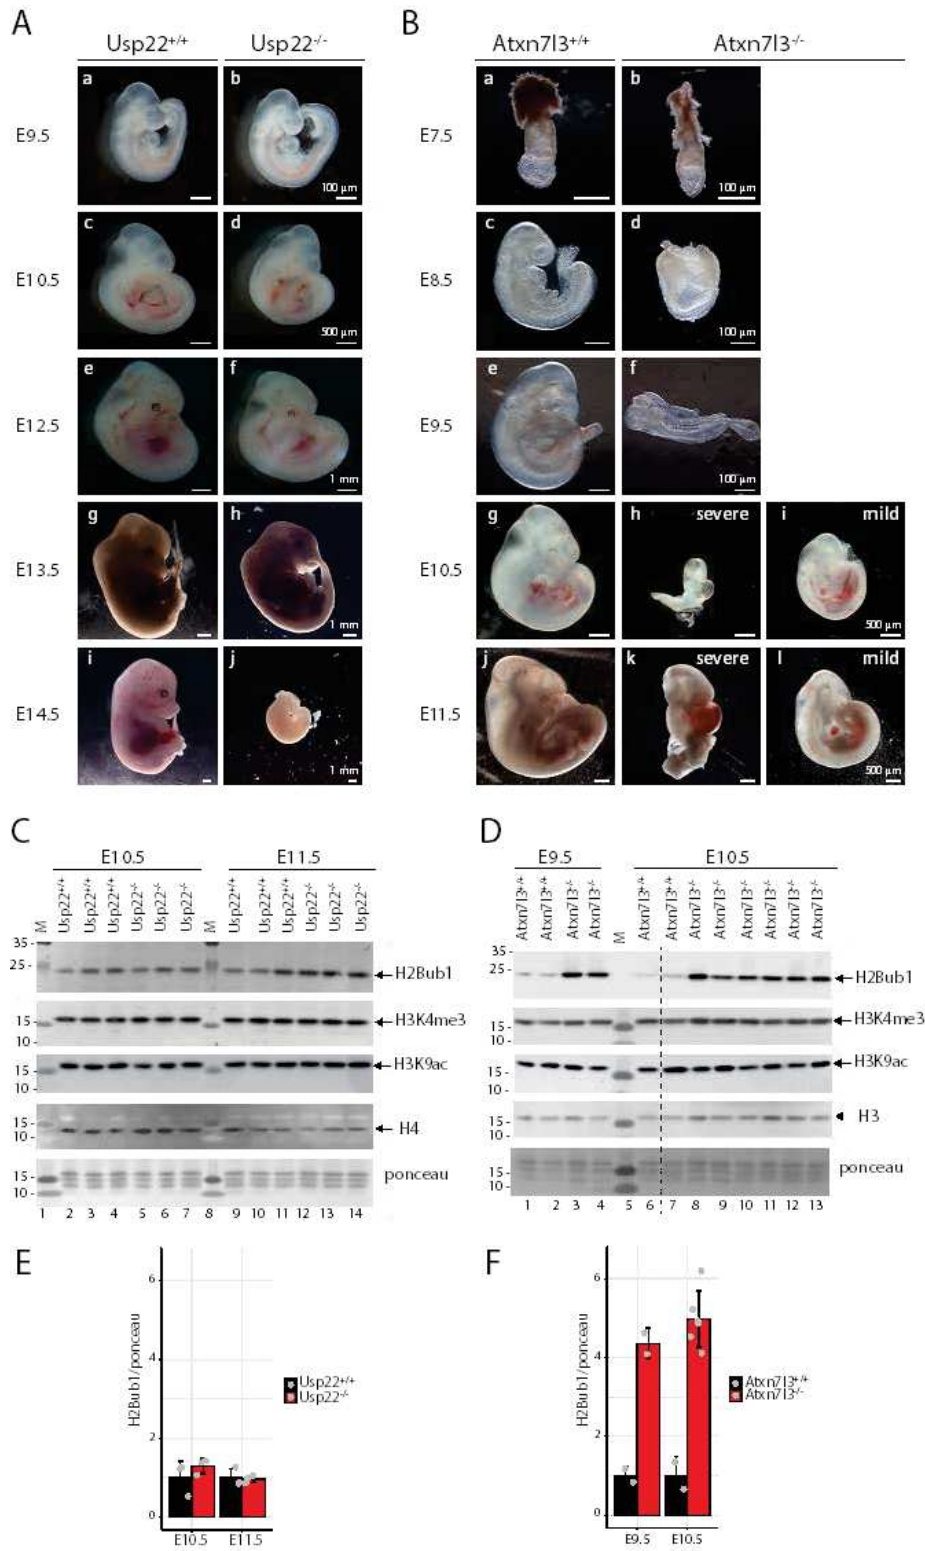 A
Usp22+/+
Usp22-/-
E9.5
a
b
100 µm
E10.5
c
d
500 µm
E12.5
e
f
1 mm
E13.5
g
h
1 mm
E14.5
i
j
1 mm
B
Atxn7l3+/+
Atxn7l3-/-
E7.5
a
b
100 µm
E8.5
c
d
100 µm
E9.5
e
f
100 µm
E10.5
g
h severe
i mild
500 µm
E11.5
j
k severe
l mild
500 µm
C
E10.5 E11.5
M Usp22+/+ Usp22+/+ Usp22+/+ Usp22-/- Usp22-/- Usp22-/- M Usp22+/+ Usp22+/+ Usp22+/+ Usp22-/- Usp22-/- Usp22-/-
35-
25-
H2Bub1
15-
10-
H3K4me3
15-
10-
H3K9ac
15-
10-
H4
15-
10-
ponceau
1 2 3 4 5 6 7 8 9 10 11 12 13 14
D
E9.5 E10.5
Atxn7l3+/+ Atxn7l3+/+ Atxn7l3-/- Atxn7l3-/- M Atxn7l3+/+ Atxn7l3+/+ Atxn7l3-/- Atxn7l3-/- Atxn7l3-/- Atxn7l3-/- Atxn7l3-/- Atxn7l3-/-
35-
25-
H2Bub1
15-
10-
H3K4me3
15-
10-
H3K9ac
15-
10-
H3
15-
10-
ponceau
1 2 3 4 5 6 7 8 9 10 11 12 13
E
H2Bub1/ponceau
6
4
2
0
E10.5 E11.5
Usp22+/+
Usp22-/-
F
H2Bub1/ponceau
6
4
2
0
E9.5 E10.5
Atxn7l3+/+
Atxn7l3-/-